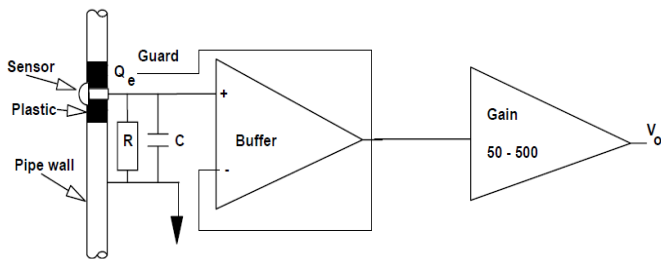 Sensor
Q e
Guard
Plastic
Pipe wall
R
C
+
Buffer
-
Gain
50 - 500
V o